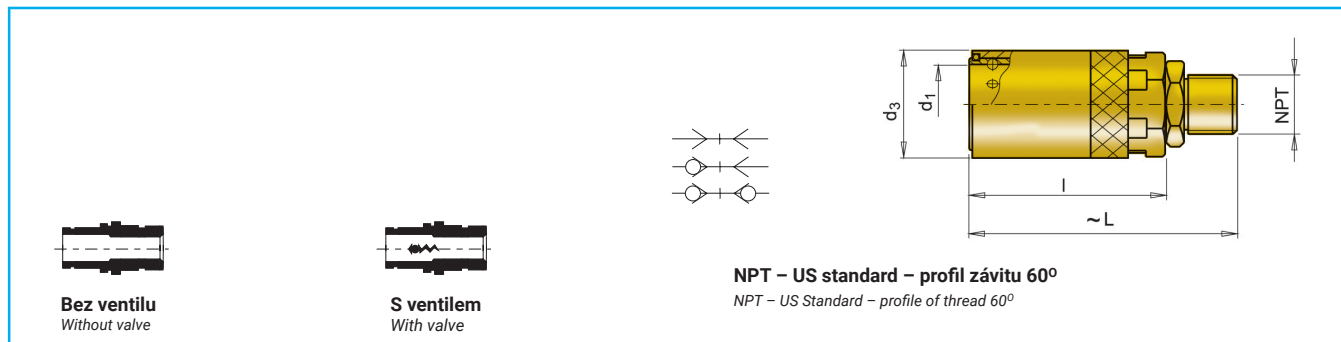 d3
d1
NPT
l
~L
Bez ventilu
Without valve
S ventilem
With valve
NPT – US standard – profil závitu 60⁰
NPT – US Standard – profile of thread 60⁰